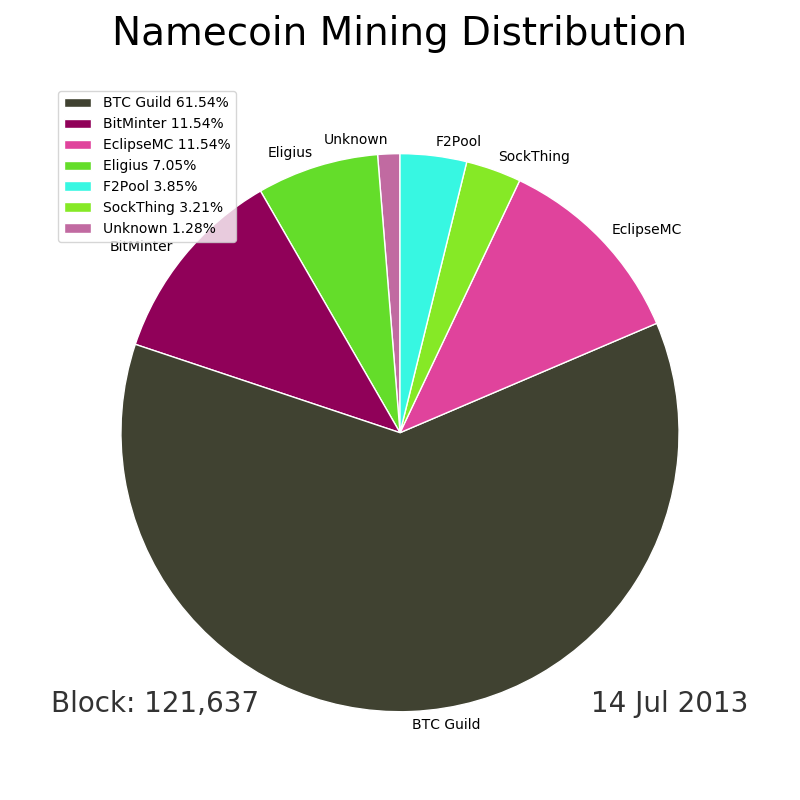 Namecoin Mining Distribution
BTC Guild 61.54%
BitMinter 11.54%
EclipseMC 11.54%
Eligius 7.05%
F2Pool 3.85%
SockThing 3.21%
Unknown 1.28%
Unknown
F2Pool
Eligius
SockThing
EclipseMC
BitMinter
Block: 121,637
14 Jul 2013
BTC Guild